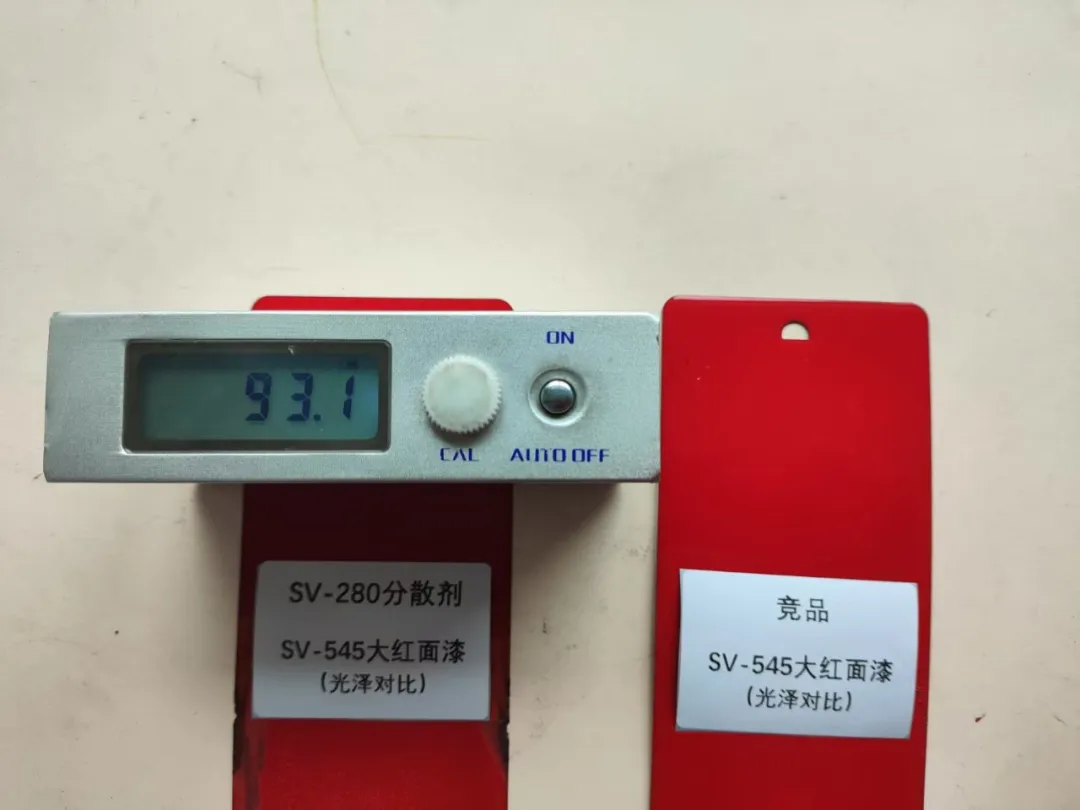 ON
93.1
CAL
AUTO OFF
SV-280分散剂
SV-545大红面漆
(光泽对比)
竞品
SV-545大红面漆
(光泽对比)